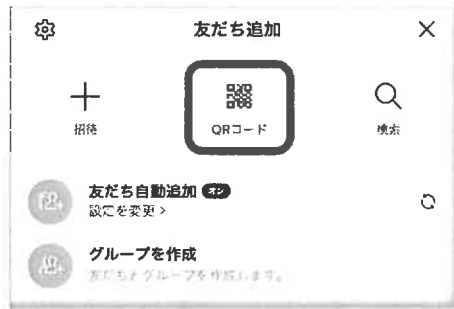 友だち追加
招待
QRコード
検索
友だち自動追加 オン
設定を変更 >
グループを作成
友だちとグループを作成します。